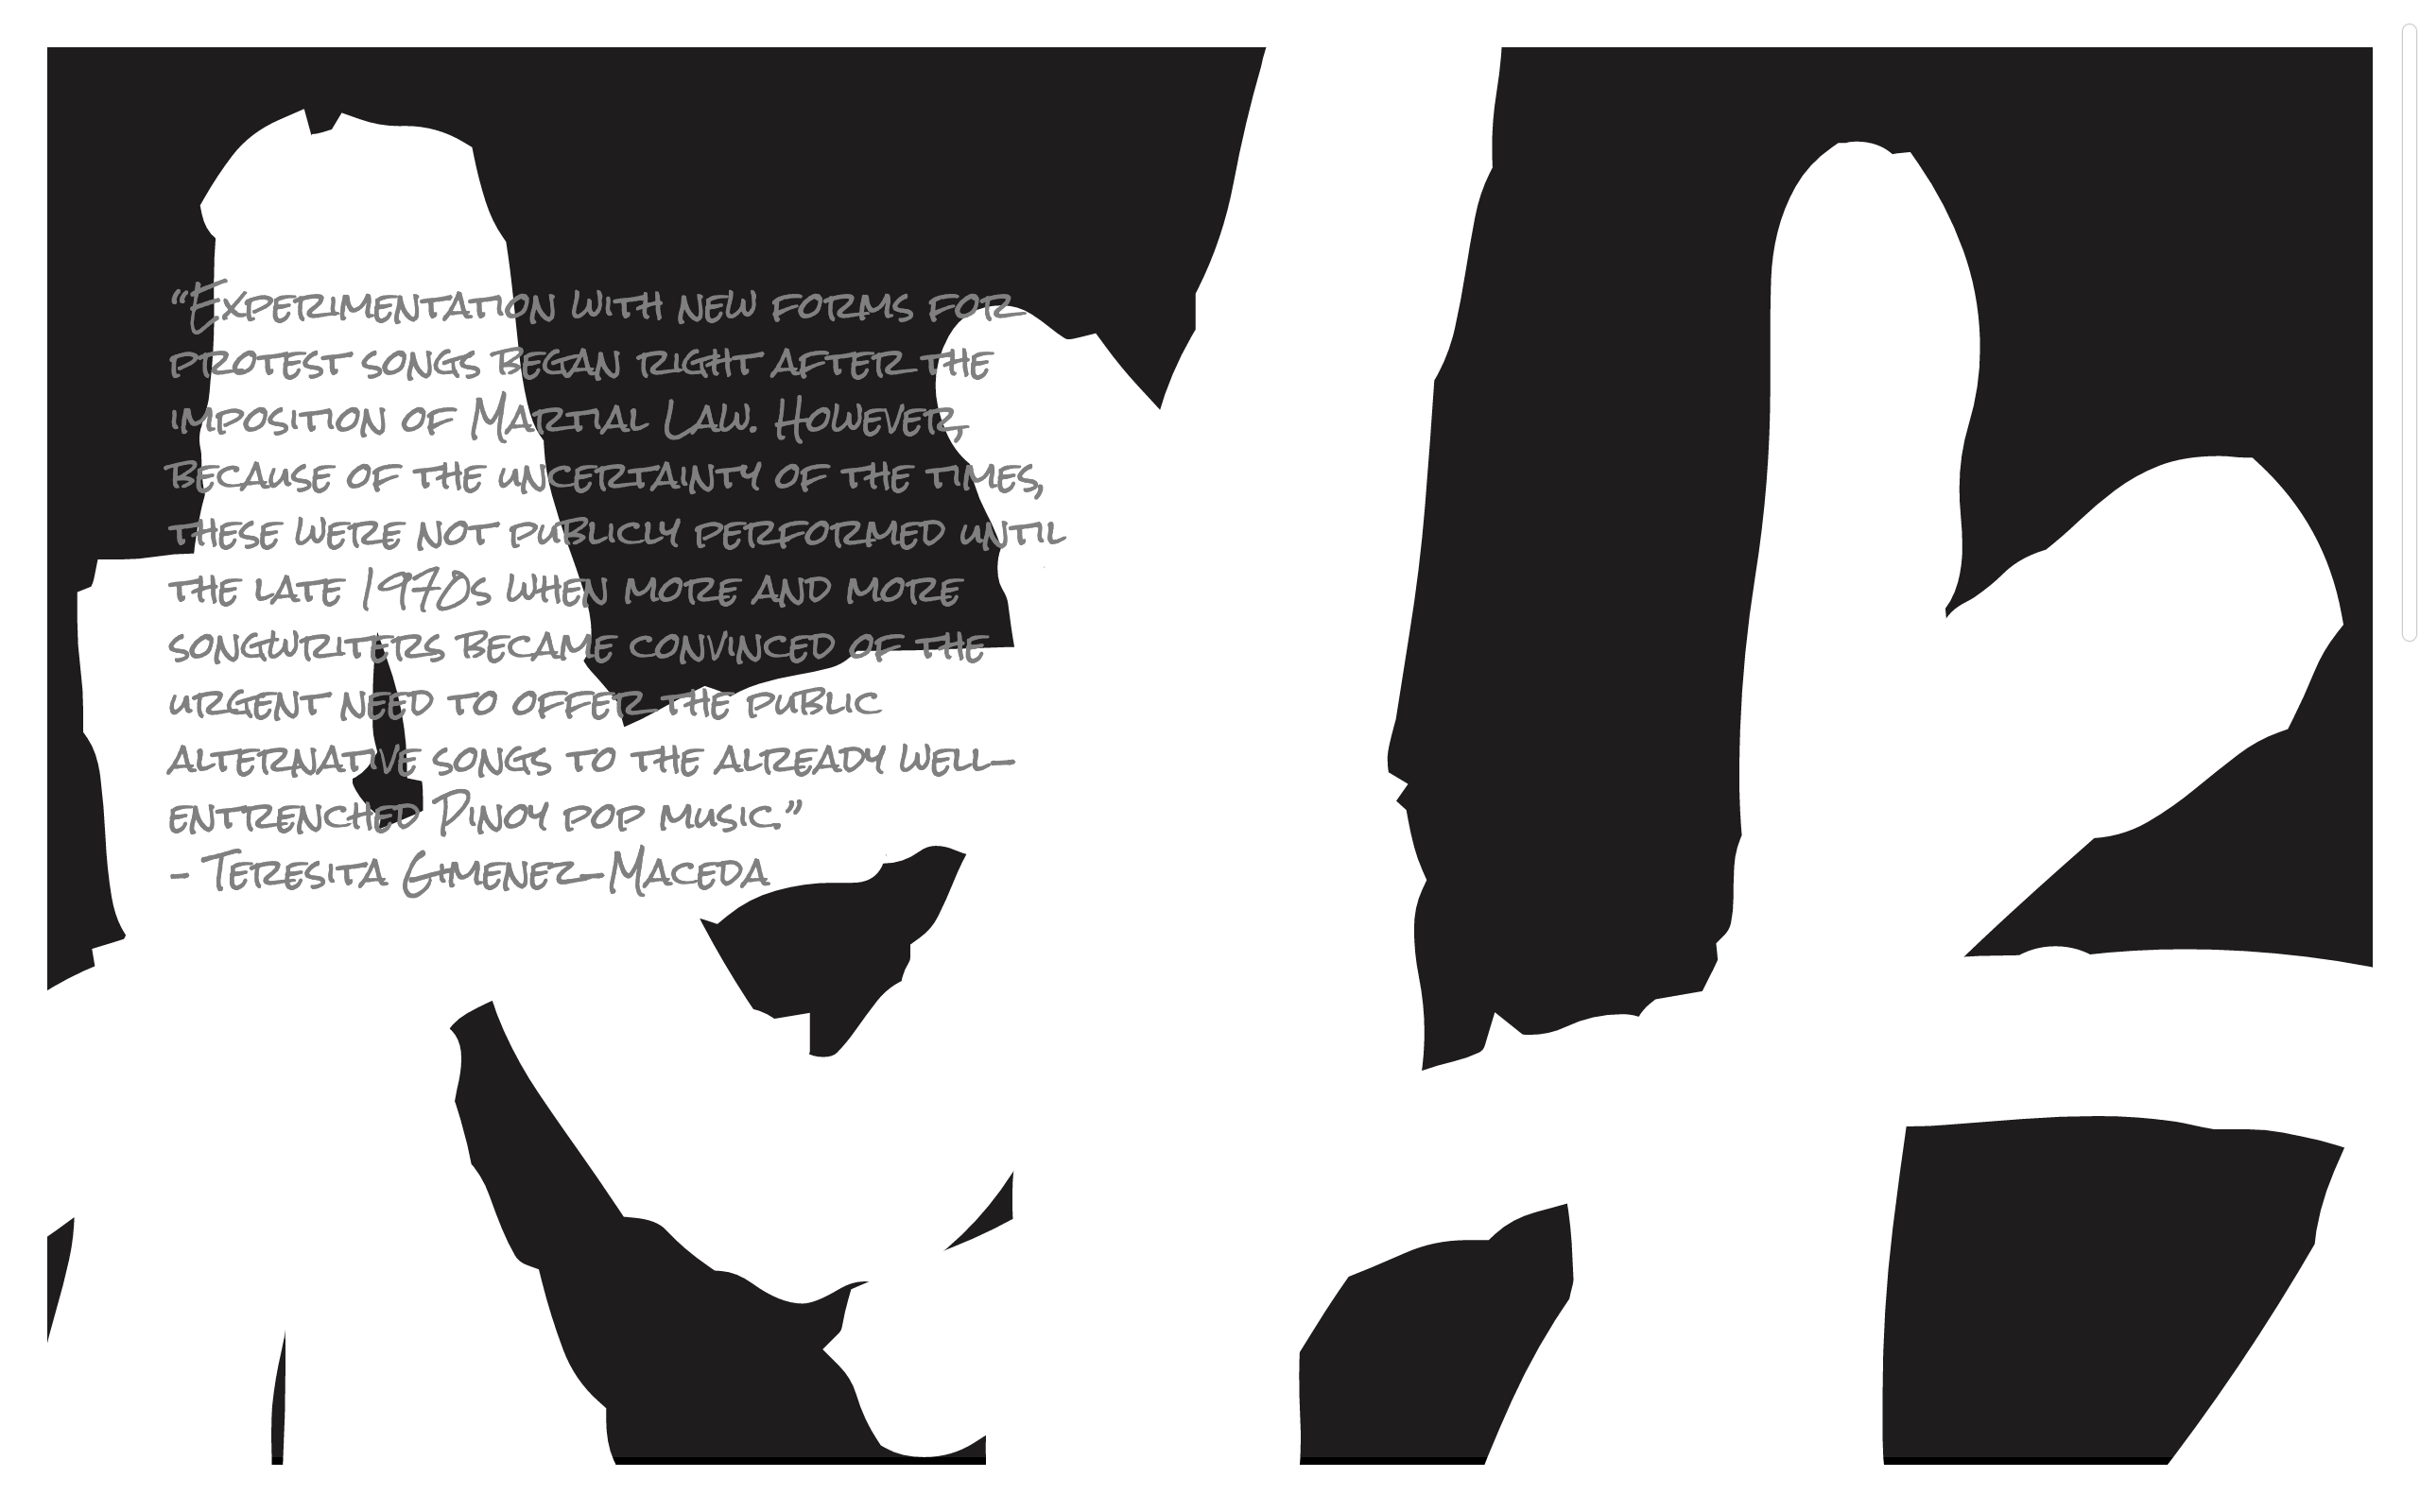 “Experimentation with new forms for
protest songs began right after the
imposition of Martial Law. However,
because of the uncertainty of the times,
these were not publicly performed until
the late 1970s when more and more
songwriters became convinced of the
urgent need to offer the public
alternative songs to the already well-
entrenched Pinoy pop music.”
- Teresita Gimenez-Maceda